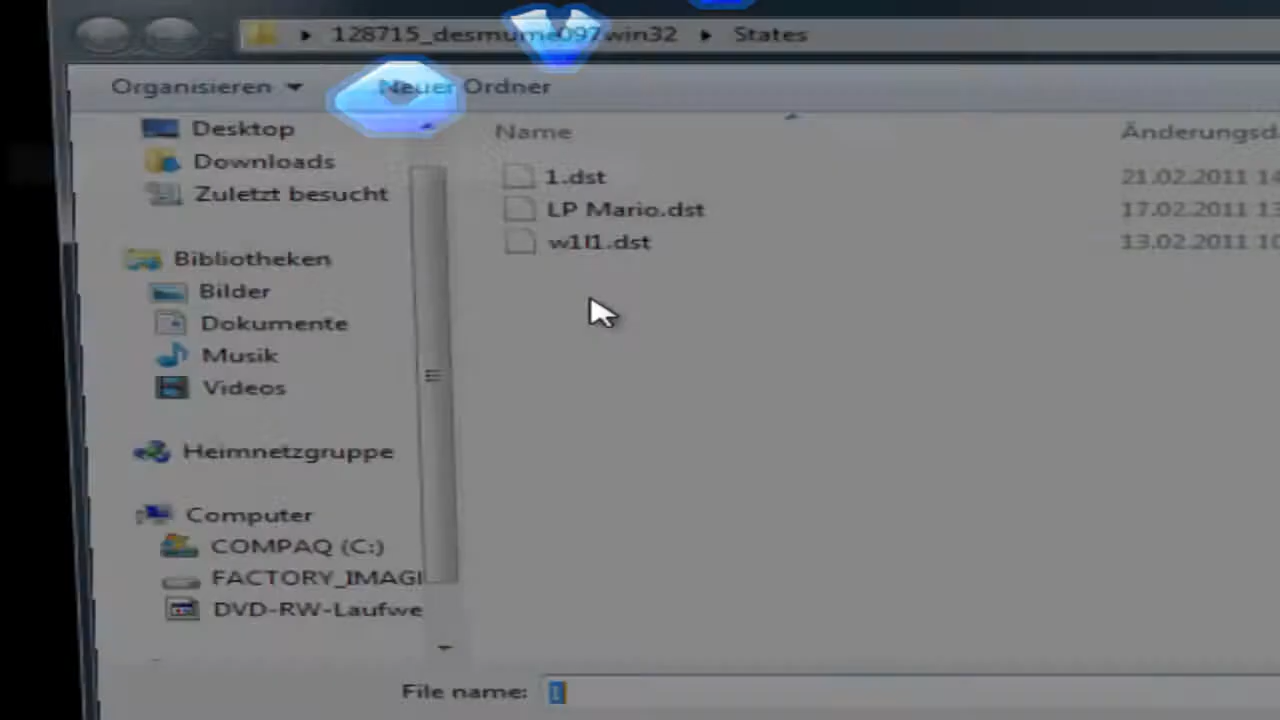 128715_desmume097win32 ▸ States
Organisieren
Neuer Ordner
Desktop
Downloads
Zuletzt besucht
Bibliotheken
Bilder
Dokumente
Musik
Videos
Heimnetzgruppe
Computer
COMPAQ (C:)
FACTORY_IMAG
DVD-RW-Laufwe
Name
Änderungsd
1.dst
21.02.2011 14
LP Mario.dst
17.02.2011 13
w1l1.dst
13.02.2011 10
File name: